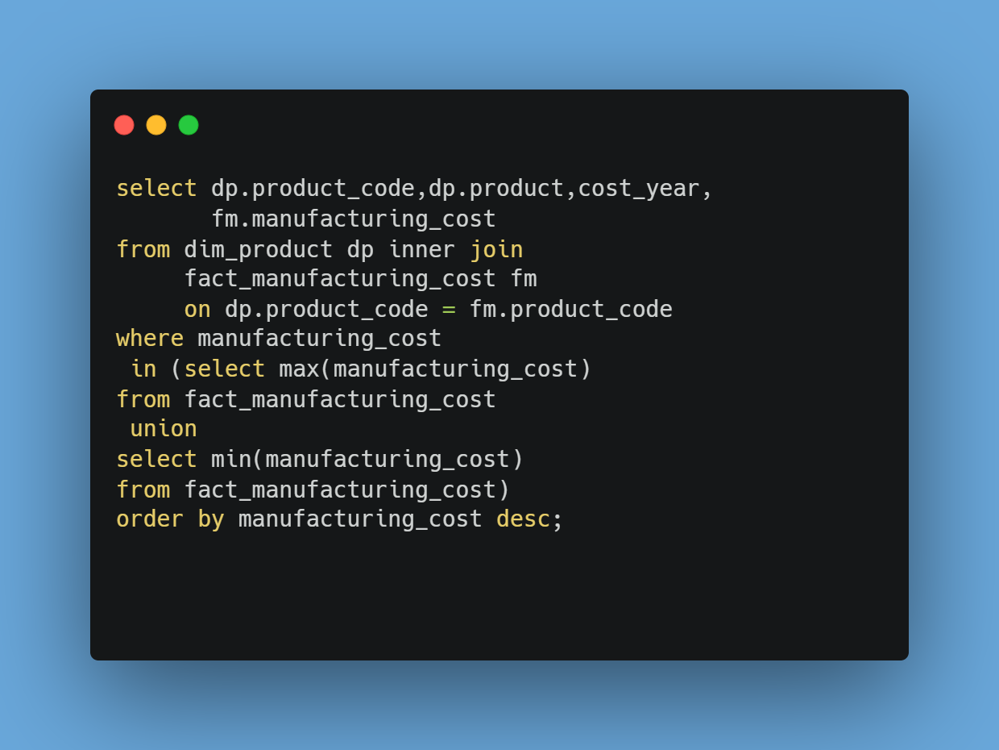 select dp.product_code,dp.product,cost_year,
       fm.manufacturing_cost
from dim_product dp inner join
     fact_manufacturing_cost fm
     on dp.product_code = fm.product_code
where manufacturing_cost
 in (select max(manufacturing_cost)
from fact_manufacturing_cost
 union
select min(manufacturing_cost)
from fact_manufacturing_cost)
order by manufacturing_cost desc;